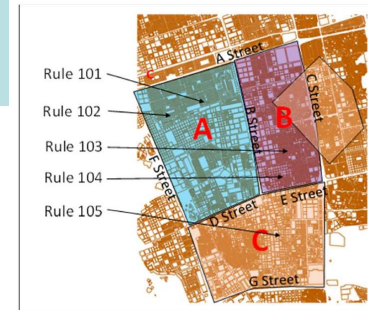 A Street
Rule 101
C
C Street
Rule 102
A
B
B Street
Rule 103
F Street
Rule 104
E Street
D Street
Rule 105
C
G Street